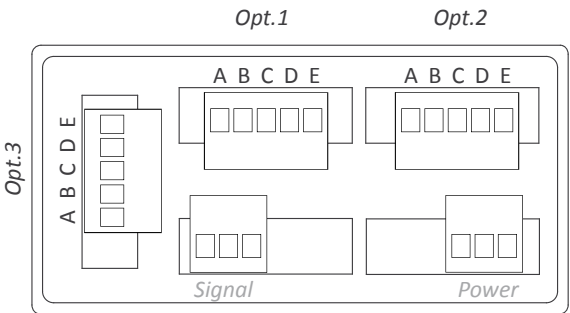 Opt.1
Opt.2
A B C D E
A B C D E
Opt.3
A B C D E
Signal
Power